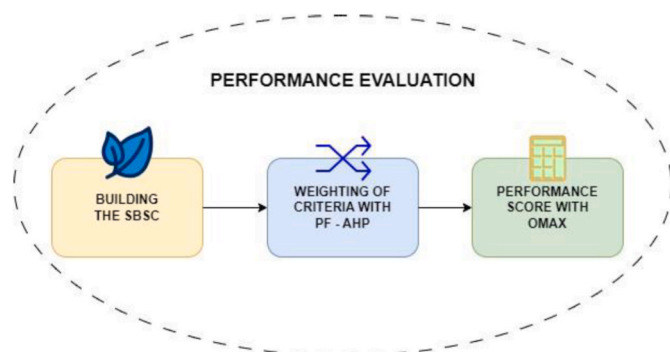 PERFORMANCE EVALUATION
BUILDING
THE SBSC
WEIGHTING OF
CRITERIA WITH
PF - AHP
PERFORMANCE
SCORE WITH
OMAX